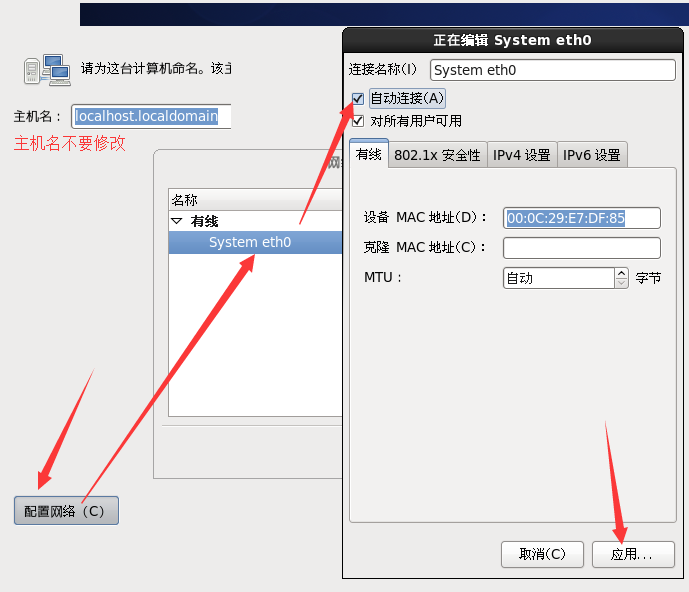 正在编辑 System eth0
请为这台计算机命名。该主
主机名： localhost.localdomain
主机名不要修改
连接名称(I) System eth0
自动连接(A)
对所有用户可用
有线 802.1x 安全性 IPv4 设置 IPv6 设置
名称
有线
System eth0
设备 MAC 地址(D)： 00:0C:29:E7:DF:85
克隆 MAC 地址(C)：
MTU： 自动 字节
配置网络（C）
取消(C) 应用...